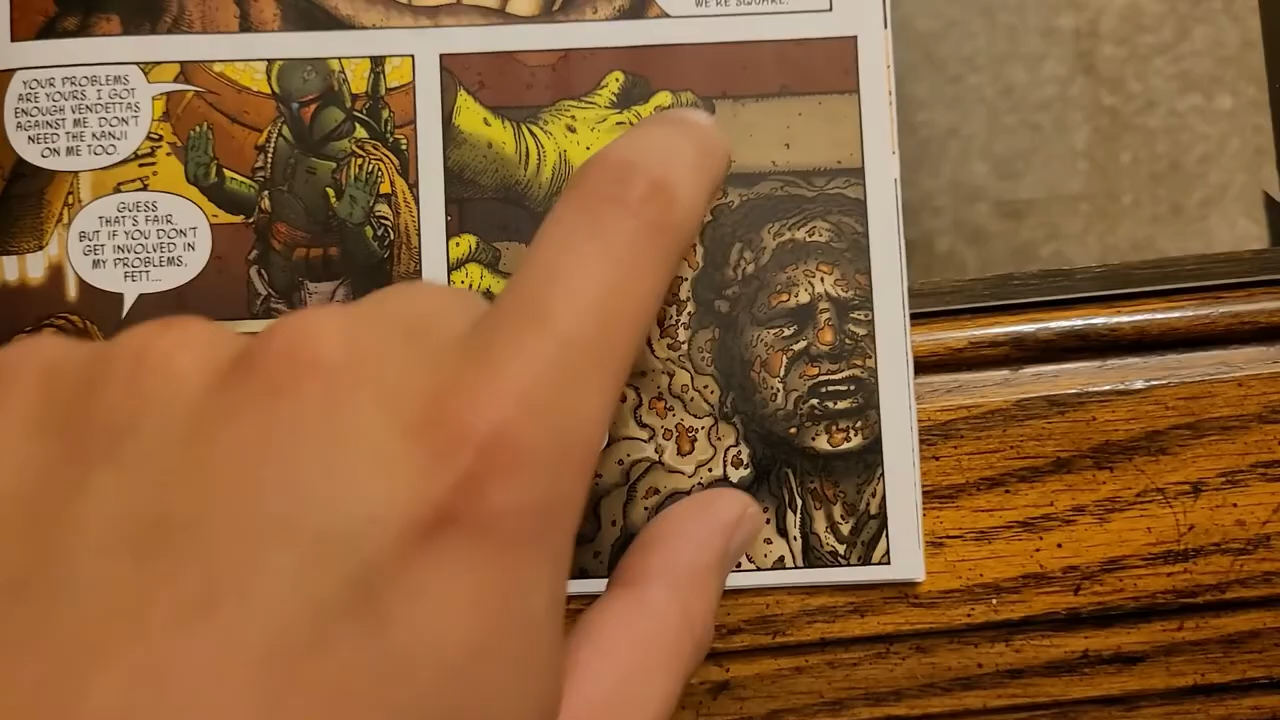 WE'RE SQUARE.
YOUR PROBLEMS
ARE YOURS. I GOT
ENOUGH VENDETTAS
AGAINST ME. DON'T
NEED THE KANJI
ON ME TOO.
GUESS
THAT'S FAIR.
BUT IF YOU DON'T
GET INVOLVED IN
MY PROBLEMS,
FETT...